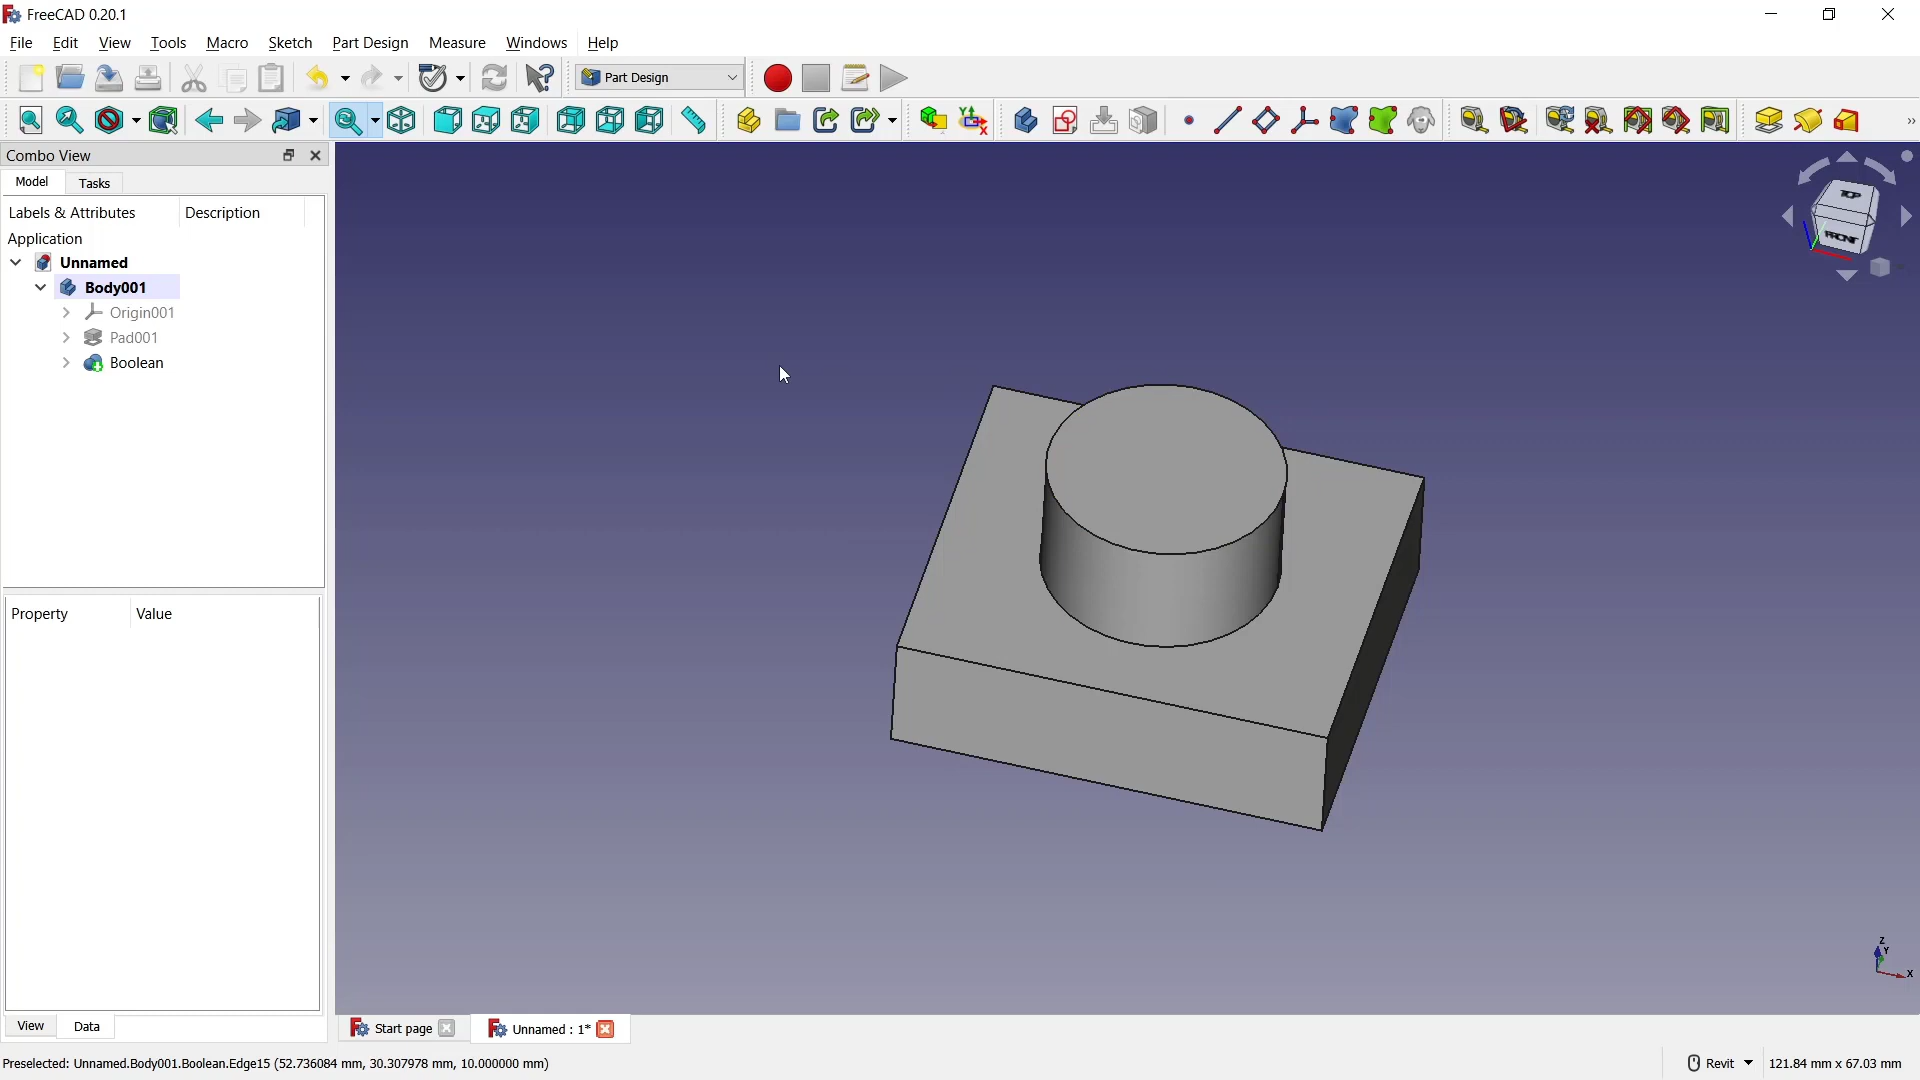 FreeCAD 0.20.1
File Edit View Tools Macro Sketch Part Design Measure Windows Help
Part Design
Combo View
Model Tasks
Labels & Attributes Description
Application
Unnamed
Body001
Origin001
Pad001
Boolean
TOP
FRONT
Property Value
Z
Y
X
View Data
Start page Unnamed : 1*
Preselected: Unnamed.Body001.Boolean.Edge15 (52.736084 mm, 30.307978 mm, 10.000000 mm) Revit 121.84 mm x 67.03 mm